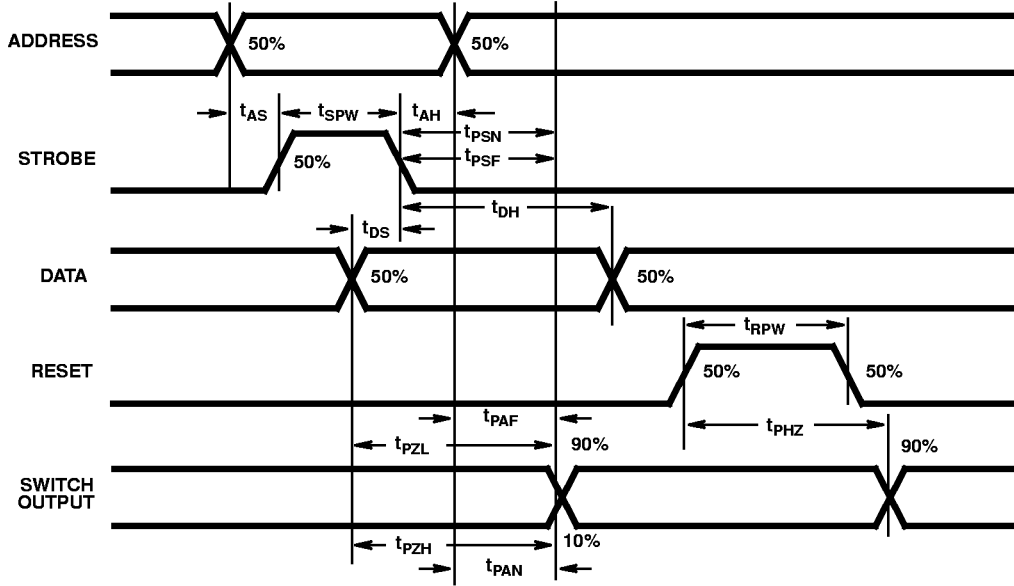 ADDRESS
50%
50%
tAS
tSPW
tAH
tPSN
STROBE
50%
tPSF
tDH
tDS
DATA
50%
50%
tRPW
RESET
50%
50%
tPAF
tPHZ
tPZL
90%
90%
SWITCH
OUTPUT
tPZH
10%
tPAN